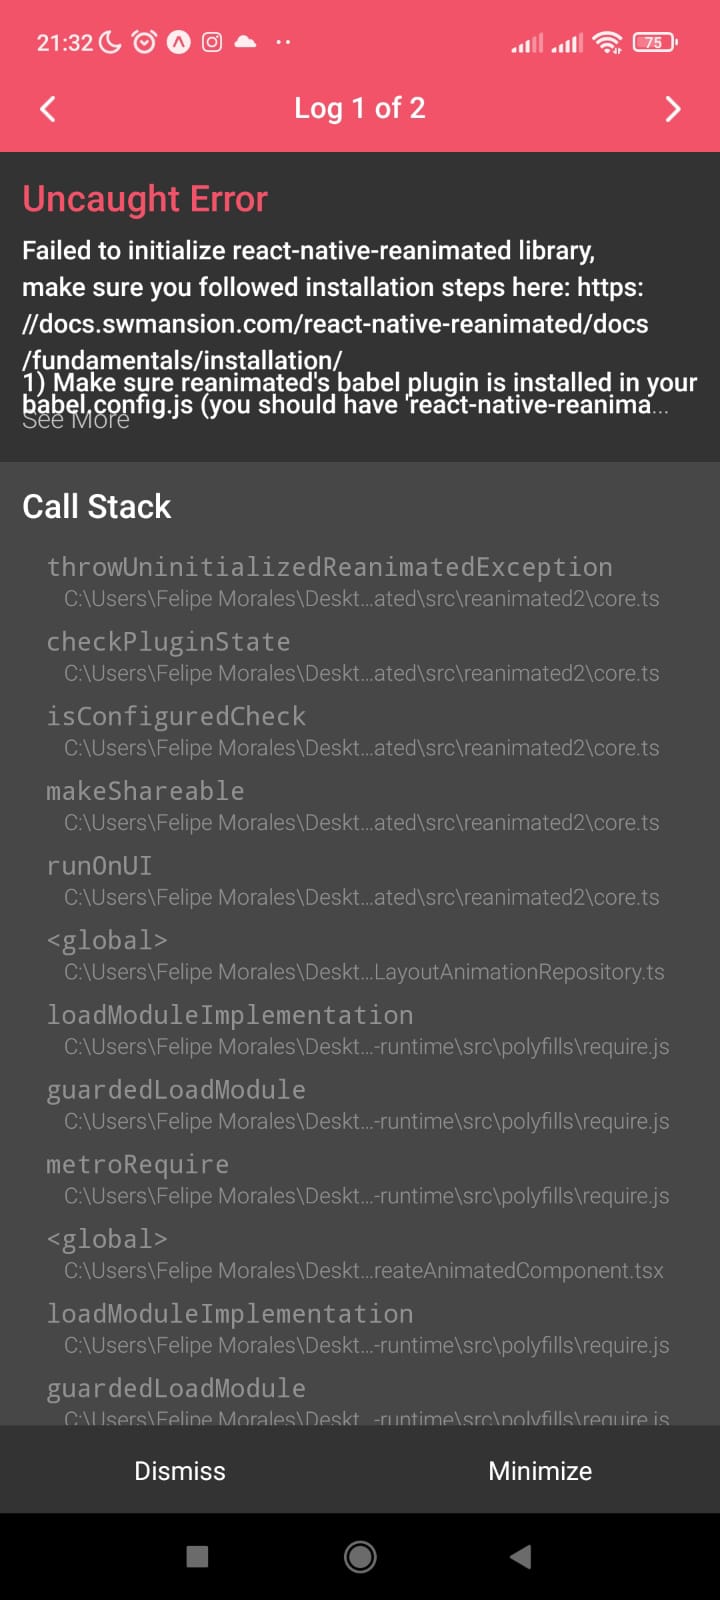 21:32
75
Log 1 of 2
Uncaught Error
Failed to initialize react-native-reanimated library,
make sure you followed installation steps here: https:
//docs.swmansion.com/react-native-reanimated/docs
/fundamentals/installation/
1) Make sure reanimated's babel plugin is installed in your
babel.config.js (you should have 'react-native-reanima...
See More
Call Stack
throwUninitializedReanimatedException
C:\Users\Felipe Morales\Deskt...ated\src\reanimated2\core.ts
checkPluginState
C:\Users\Felipe Morales\Deskt...ated\src\reanimated2\core.ts
isConfiguredCheck
C:\Users\Felipe Morales\Deskt...ated\src\reanimated2\core.ts
makeShareable
C:\Users\Felipe Morales\Deskt...ated\src\reanimated2\core.ts
runOnUI
C:\Users\Felipe Morales\Deskt...ated\src\reanimated2\core.ts
<global>
C:\Users\Felipe Morales\Deskt...LayoutAnimationRepository.ts
loadModuleImplementation
C:\Users\Felipe Morales\Deskt...-runtime\src\polyfills\require.js
guardedLoadModule
C:\Users\Felipe Morales\Deskt...-runtime\src\polyfills\require.js
metroRequire
C:\Users\Felipe Morales\Deskt...-runtime\src\polyfills\require.js
<global>
C:\Users\Felipe Morales\Deskt...reateAnimatedComponent.tsx
loadModuleImplementation
C:\Users\Felipe Morales\Deskt...-runtime\src\polyfills\require.js
guardedLoadModule
C:\Users\Felipe Morales\Deskt...-runtime\src\polyfills\require.js
Dismiss
Minimize